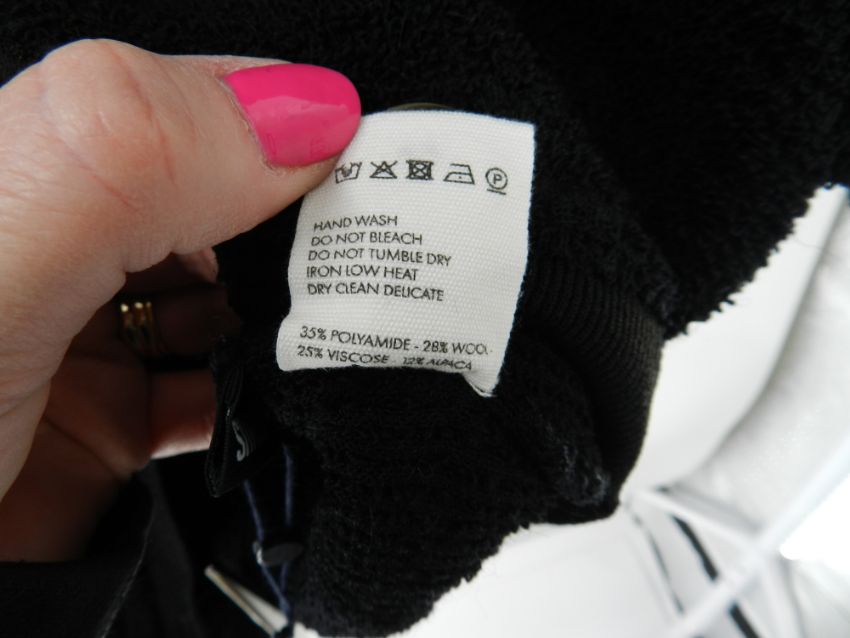 P
HAND WASH
DO NOT BLEACH
DO NOT TUMBLE DRY
IRON LOW HEAT
DRY CLEAN DELICATE
35% POLYAMIDE - 28% WOOL
25% VISCOSE - 12% ALPACA